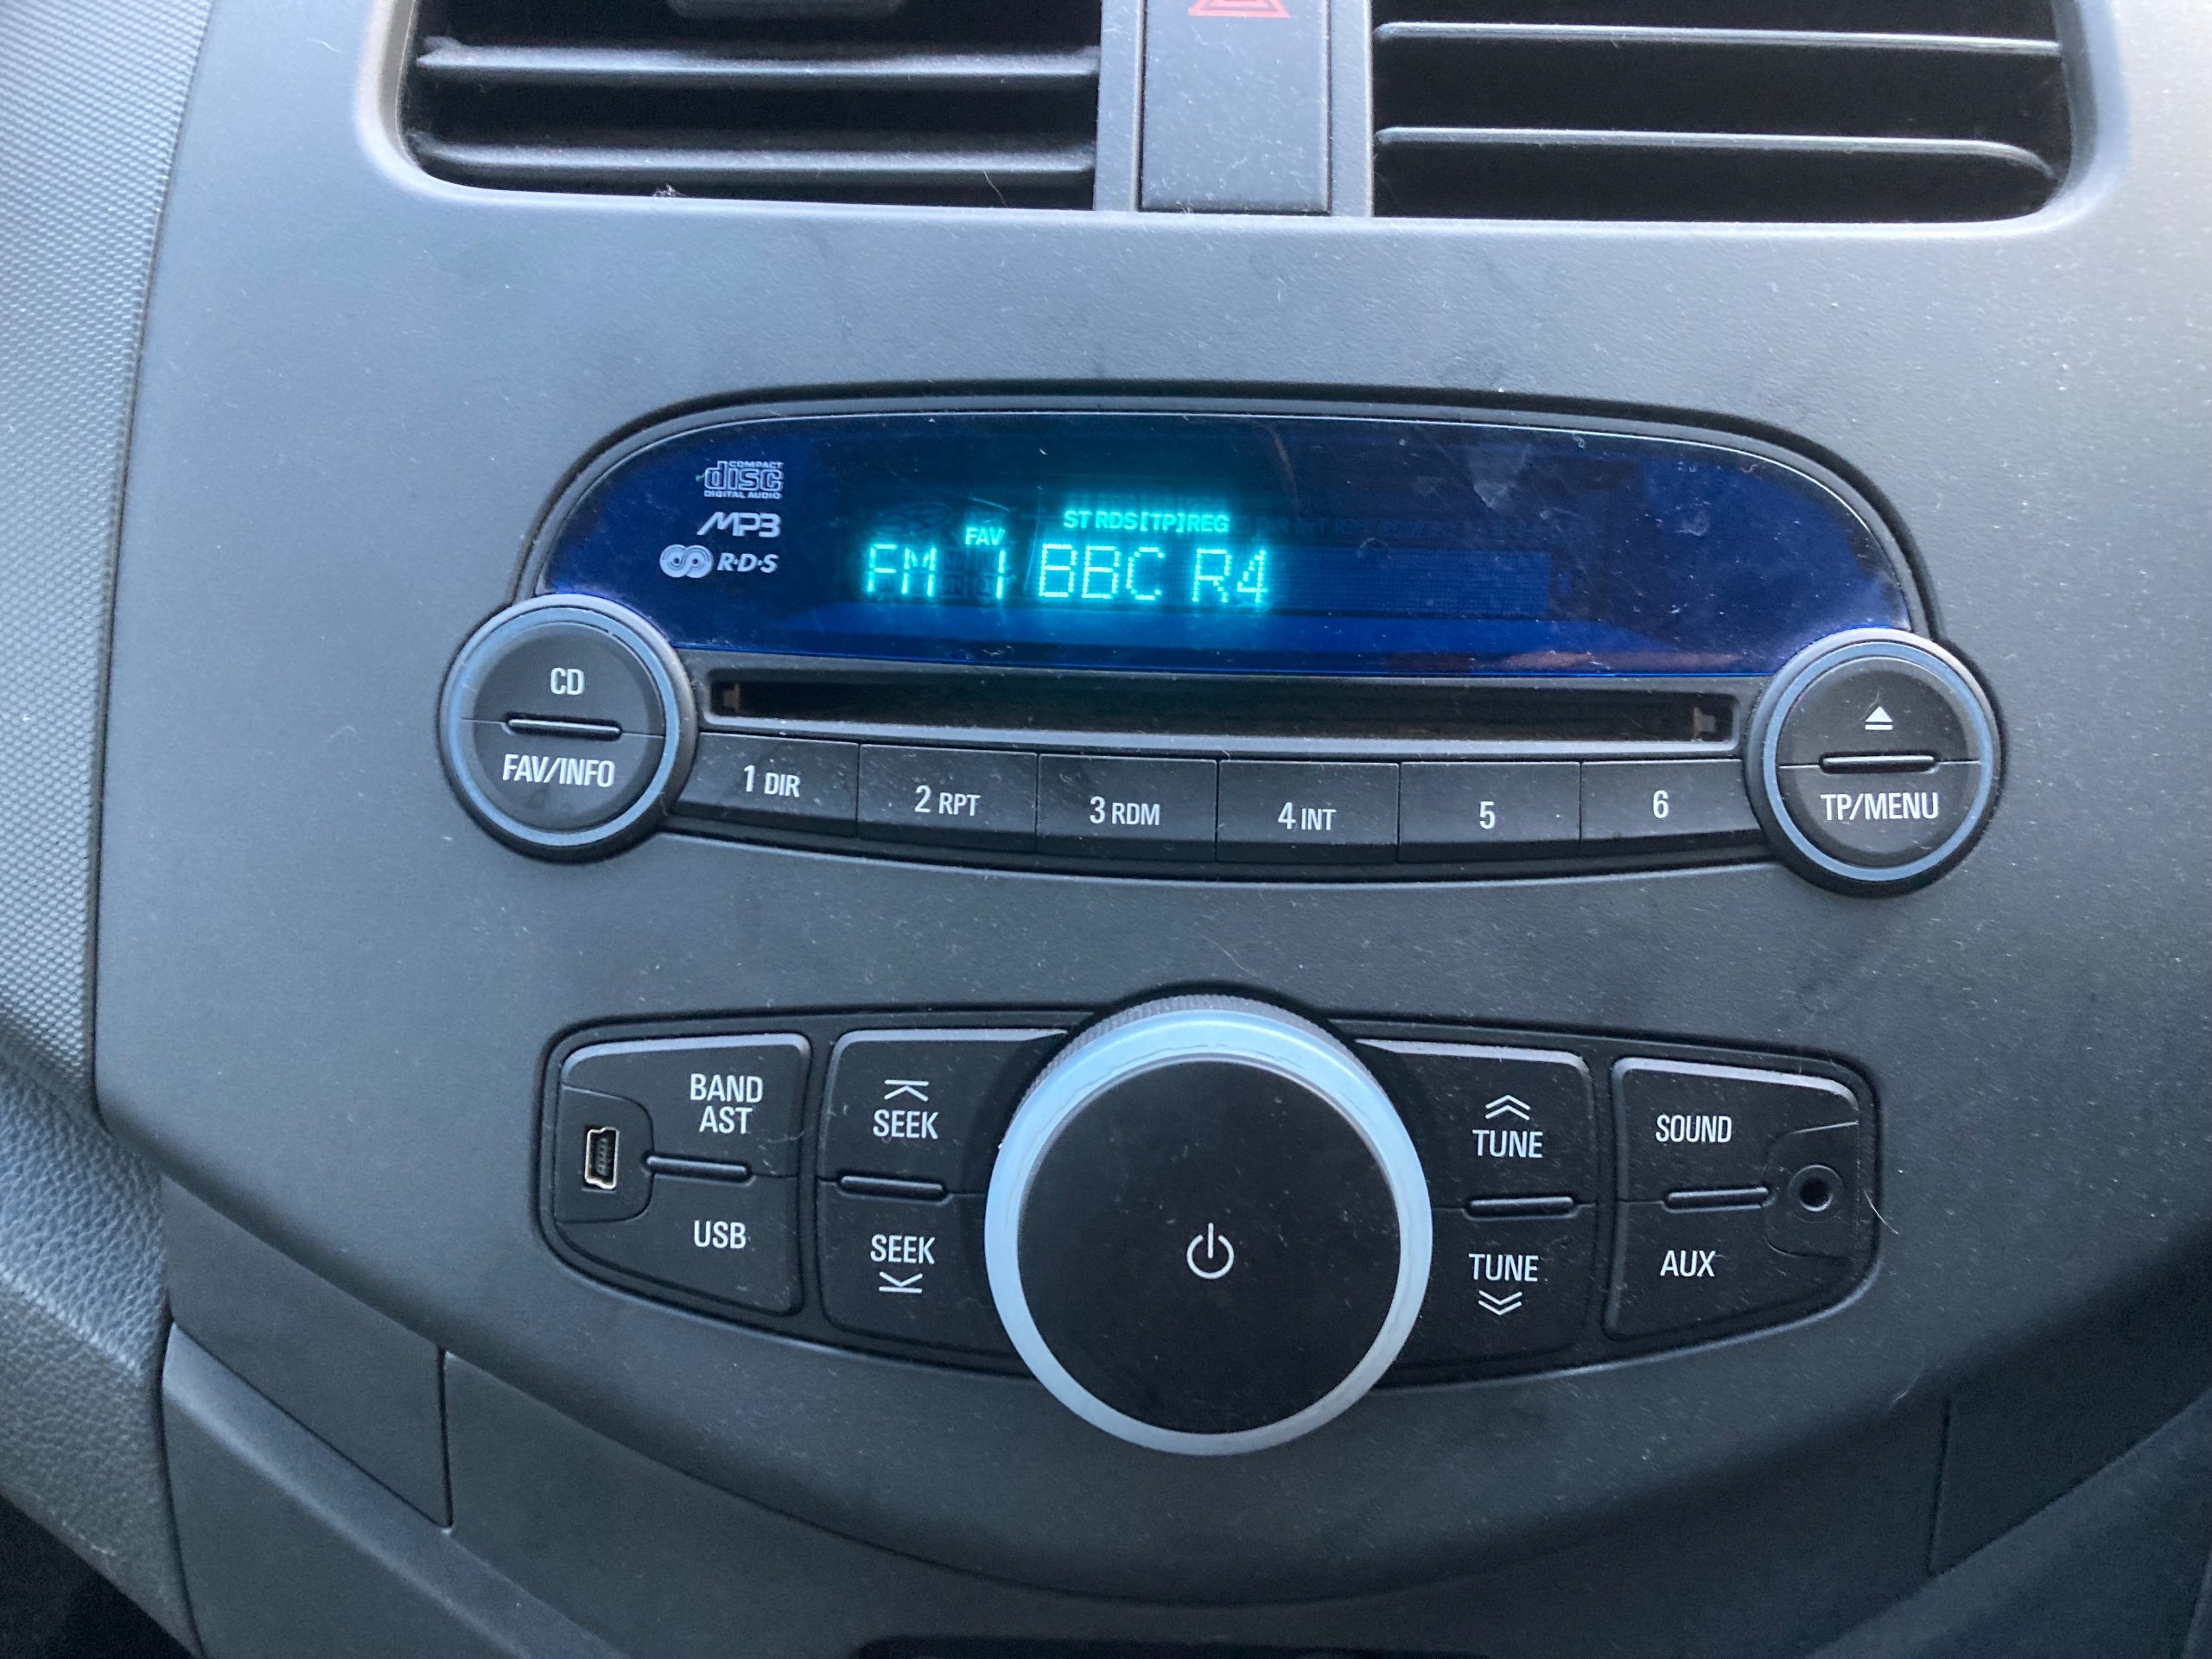 COMPACT
disc
DIGITAL AUDIO
MP3
R·D·S
ST RDS[TP]REG
FAV
FM 1 BBC R4
CD
FAV/INFO
1 DIR
2 RPT
3 RDM
4 INT
5
6
TP/MENU
BAND
AST
USB
SEEK
SEEK
TUNE
TUNE
SOUND
AUX